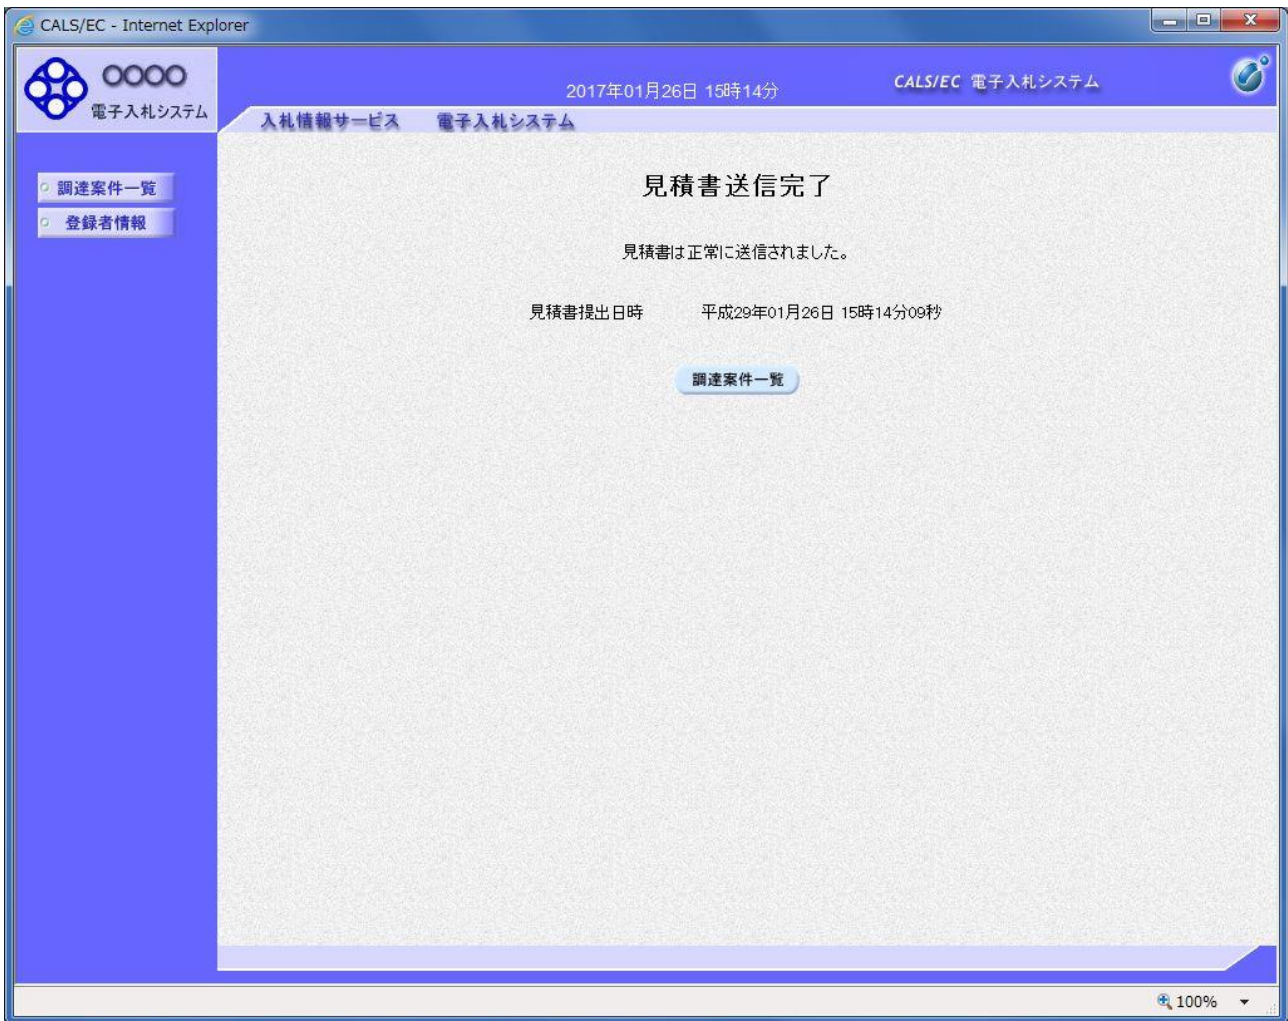 CALS/EC - Internet Explorer
○○○○
電子入札システム
2017年01月26日 15時14分
CALS/EC 電子入札システム
入札情報サービス 電子入札システム
調達案件一覧
登録者情報
見積書送信完了
見積書は正常に送信されました。
見積書提出日時 平成29年01月26日 15時14分09秒
調達案件一覧
100%